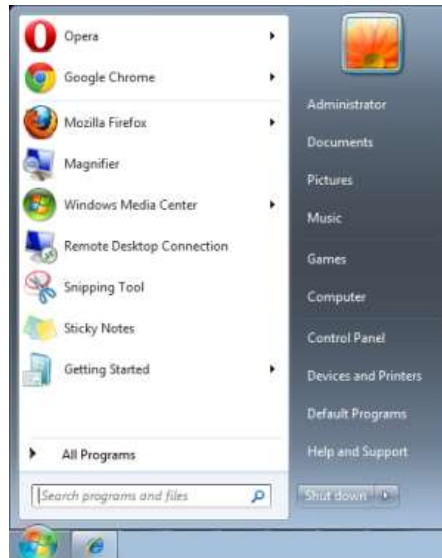 Opera
Google Chrome
Mozilla Firefox
Magnifier
Windows Media Center
Remote Desktop Connection
Snipping Tool
Sticky Notes
Getting Started
All Programs
Search programs and files
Administrator
Documents
Pictures
Music
Games
Computer
Control Panel
Devices and Printers
Default Programs
Help and Support
Shut down